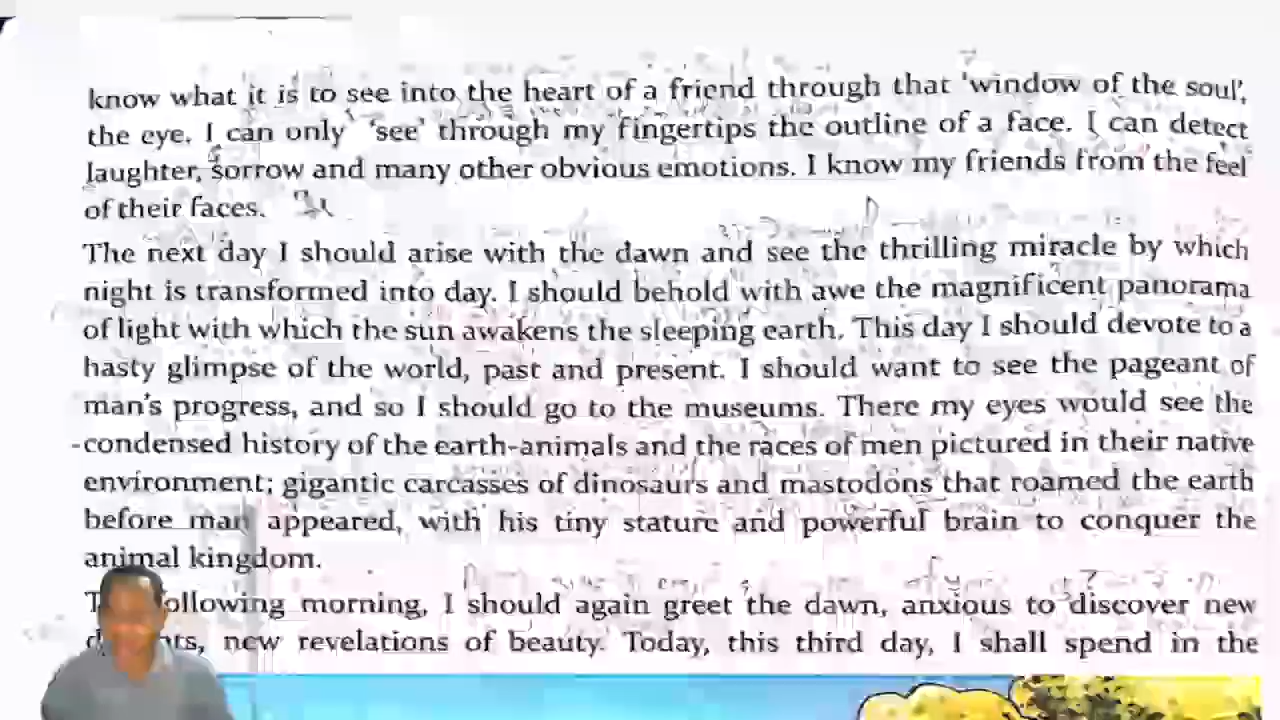 know what it is to see into the heart of a friend through that 'window of the soul',
the eye. I can only 'see' through my fingertips the outline of a face. I can detect
laughter, sorrow and many other obvious emotions. I know my friends from the feel
of their faces.
The next day I should arise with the dawn and see the thrilling miracle by which
night is transformed into day. I should behold with awe the magnificent panorama
of light with which the sun awakens the sleeping earth. This day I should devote to a
hasty glimpse of the world, past and present. I should want to see the pageant of
man's progress, and so I should go to the museums. There my eyes would see the
condensed history of the earth-animals and the races of men pictured in their native
environment; gigantic carcasses of dinosaurs and mastodons that roamed the earth
before man appeared, with his tiny stature and powerful brain to conquer the
animal kingdom.
morning, I should again greet the dawn, anxious to discover new
new revelations of beauty. Today, this third day, I shall spend in the